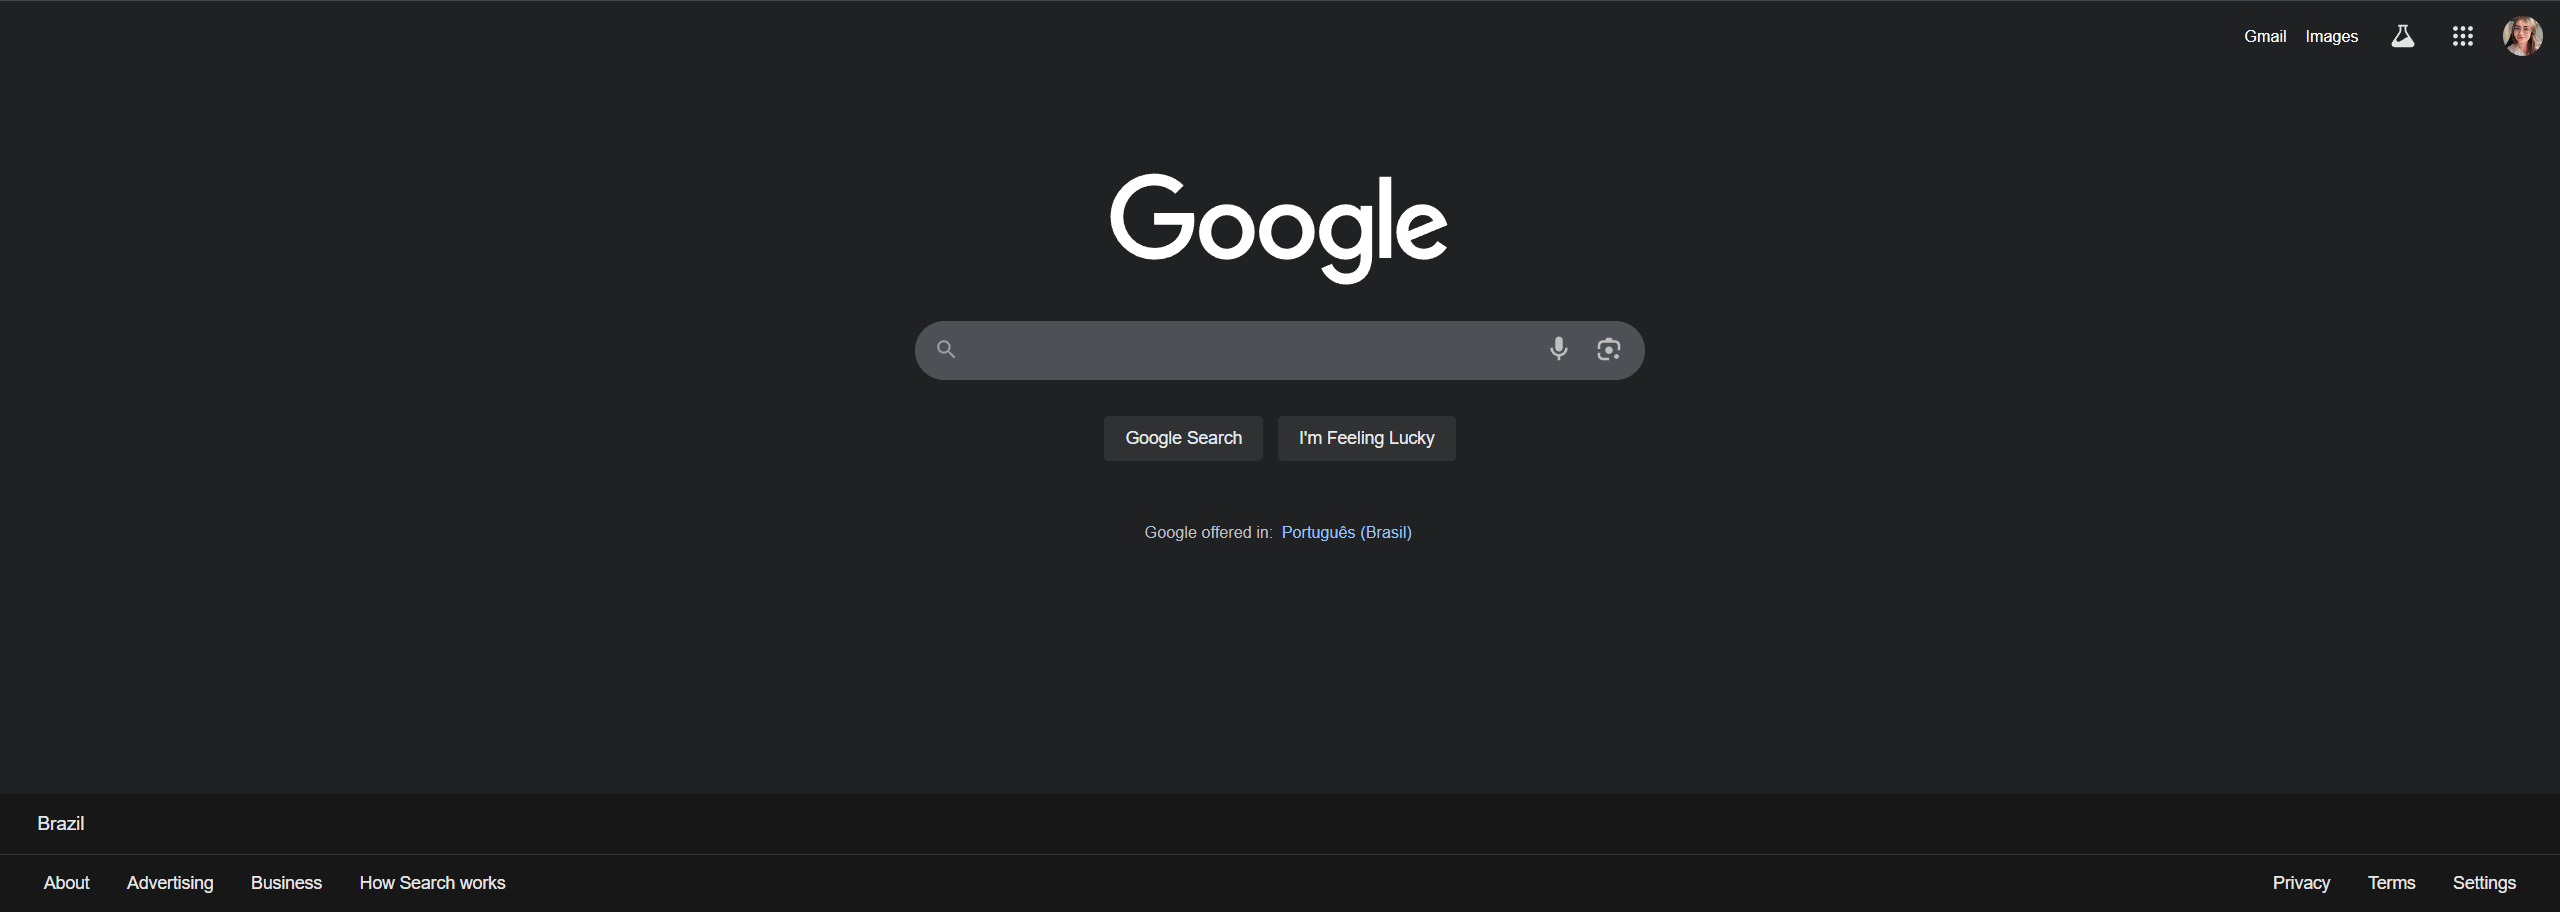 Gmail Images
Google
Google Search I'm Feeling Lucky
Google offered in: Português (Brasil)
Brazil
About Advertising Business How Search works Privacy Terms Settings